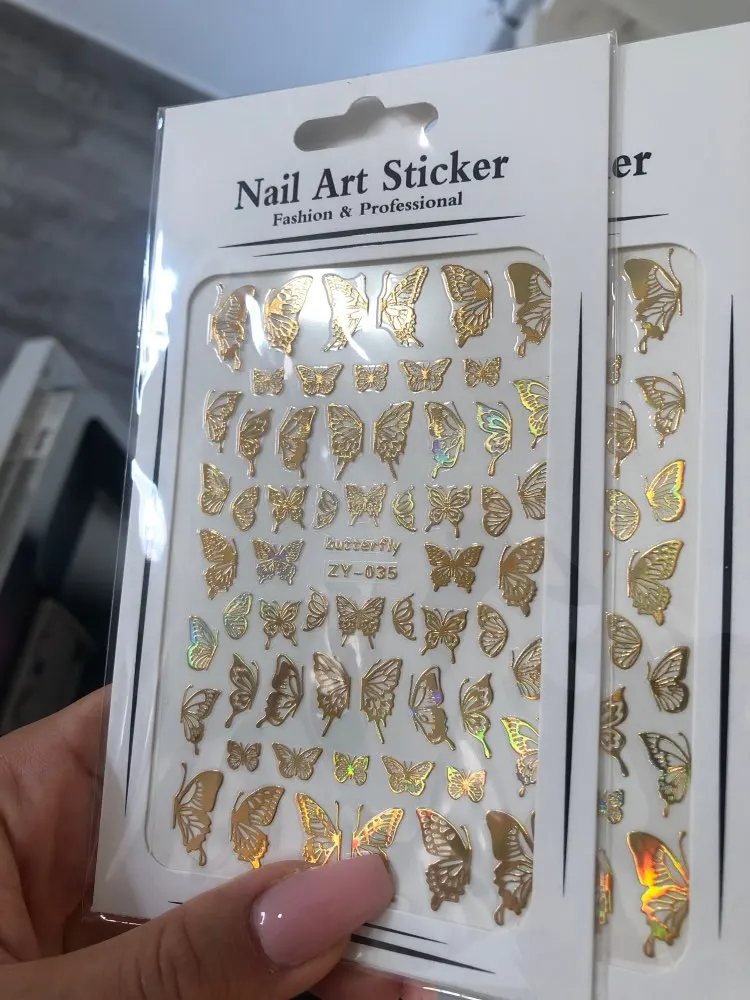 Nail Art Sticker
Fashion & Professional
er
butterfly
ZY-035